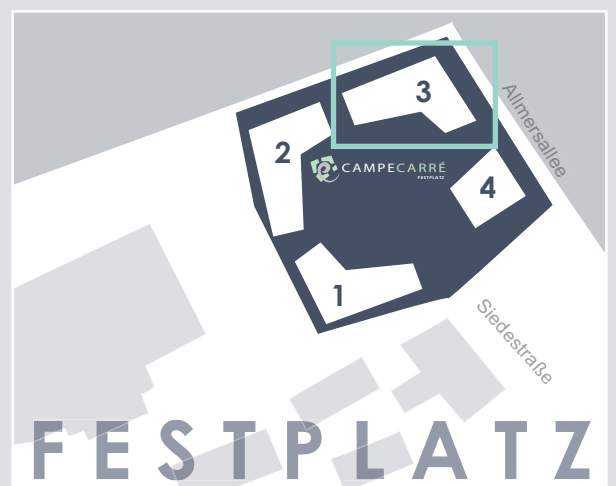 3
Allmersallee
2
CAMPECARRÉ
FESTPLATZ
4
1
Siedestraße
FESTPLATZ